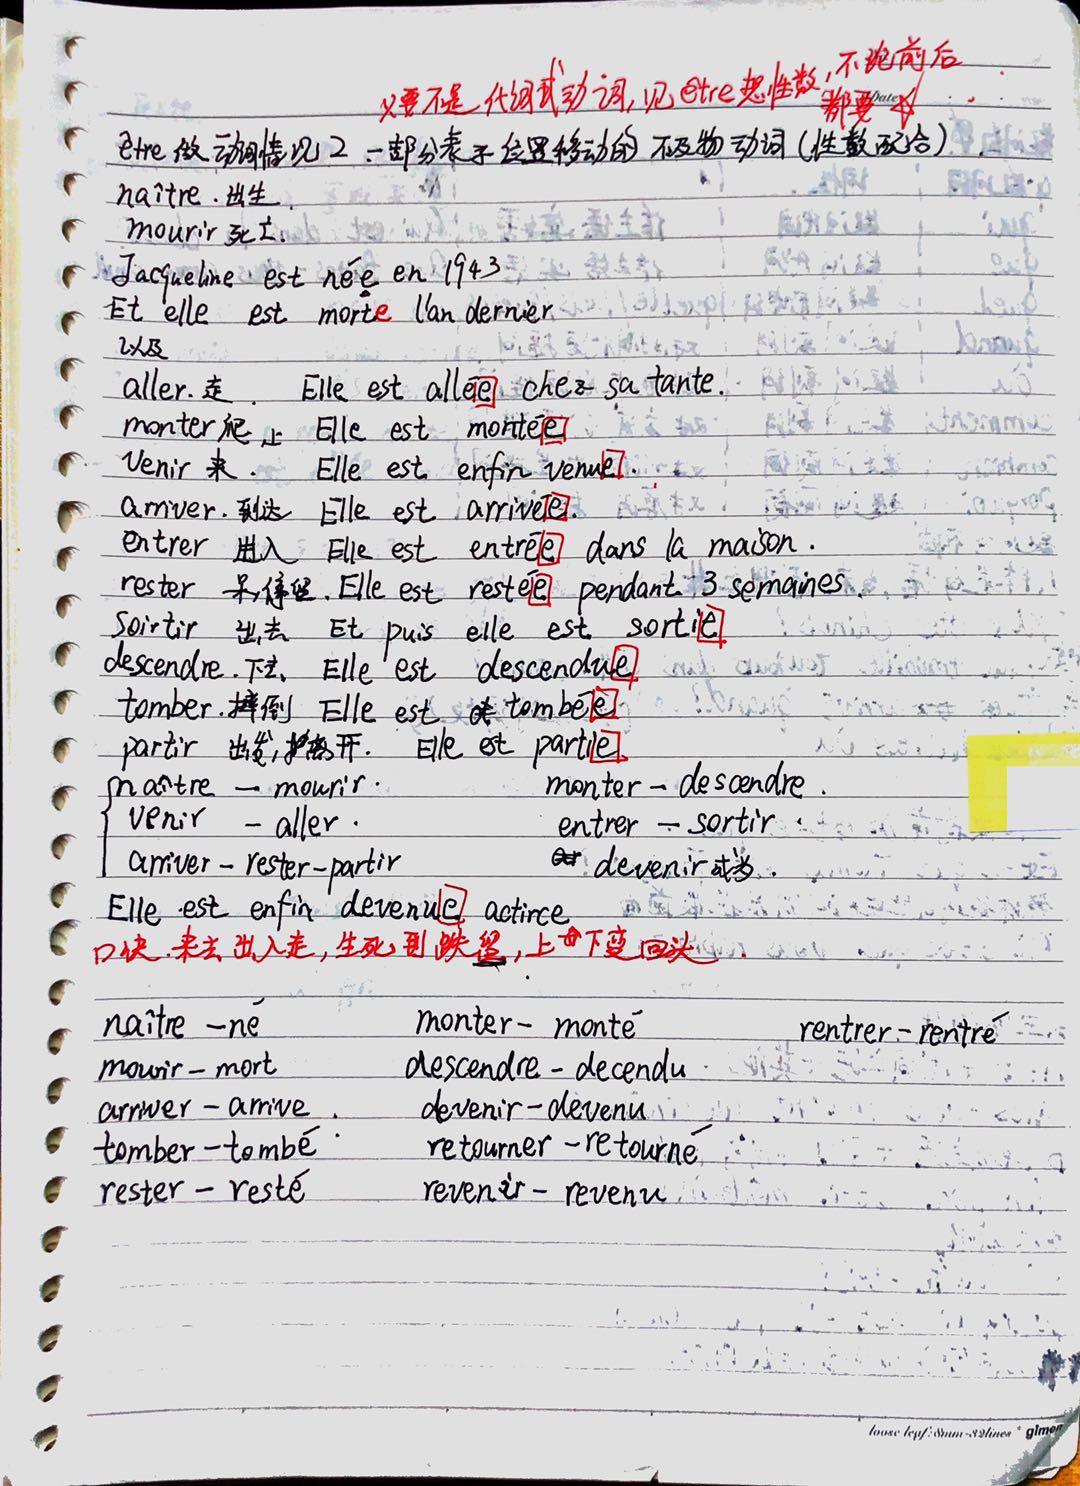 只要不是代词式动词,见être想性数,不论前后
都要 Date
être做动词情况2 一部分表示位置移动的不及物动词(性数配合)
naître.出生.
mourir 死亡.
Jacqueline est née en 1943
Et elle est morte l'an dernier
以及
aller.走. Elle est allée chez sa tante.
monter 爬上 Elle est montée
Venir 来. Elle est enfin venue.
arriver.到达 Elle est arrivée.
entrer 出入 Elle est entrée dans la maison.
rester 呆,停留. Elle est restée pendant 3 semaines.
Soirtir 出去 Et puis elle est sortie
descendre.下去. Elle est descendue
tomber.摔倒 Elle est tombée
partir 出发,离开. Elle est partie
naître - mourir. monter - descendre.
venir - aller. entrer - sortir.
arriver - rester - partir devenir 成为.
Elle est enfin devenue actirce
口快.来去出入走,生死到跌留,上下变回头
naître - né monter - monté rentrer - rentré
mourir - mort descendre - decendu
arriver - arrive. devenir - devenu
tomber - tombé. retourner - retourné
rester - resté revenir - revenu
loose leaf:8mm-32lines